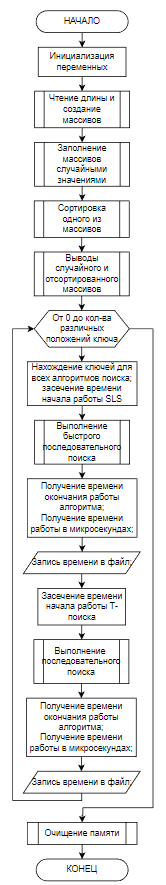 НАЧАЛО
Инициализация
переменных
Чтение длины и
создание
массивов
Заполнение
массивов
случайными
значениями
Сортировка
одного из
массивов
Выводы
случайного и
отсортированного
массивов
От 0 до кол-ва
различных
положений ключа
Нахождение ключей для
всех алгоритмов поиска;
засечение времени
начала работы SLS
Выполнение
быстрого
последовательного
поиска
Получение времени
окончания работы
алгоритма;
Получение времени
работы в микросекундах;
Запись времени в файл;
Засечение времени
начала работы Т-
поиска
Выполнение
последовательного
поиска
Получение времени
окончания работы
алгоритма;
Получение времени
работы в микросекундах;
Запись времени в файл;
Очищение памяти
КОНЕЦ